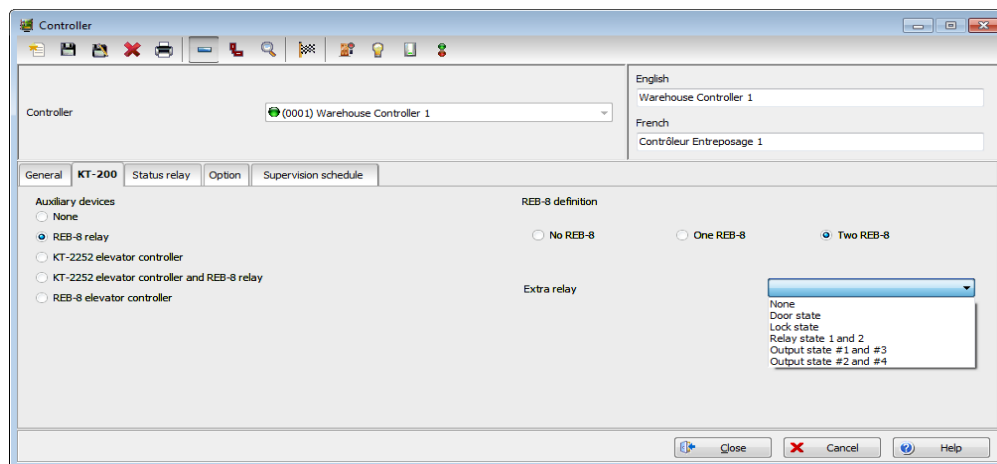 Controller
Controller
(0001) Warehouse Controller 1
English
Warehouse Controller 1
French
Contrôleur Entreposage 1
General KT-200 Status relay Option Supervision schedule
Auxiliary devices
None
REB-8 relay
KT-2252 elevator controller
KT-2252 elevator controller and REB-8 relay
REB-8 elevator controller
REB-8 definition
No REB-8 One REB-8 Two REB-8
Extra relay
None
Door state
Lock state
Relay state 1 and 2
Output state #1 and #3
Output state #2 and #4
Close Cancel Help